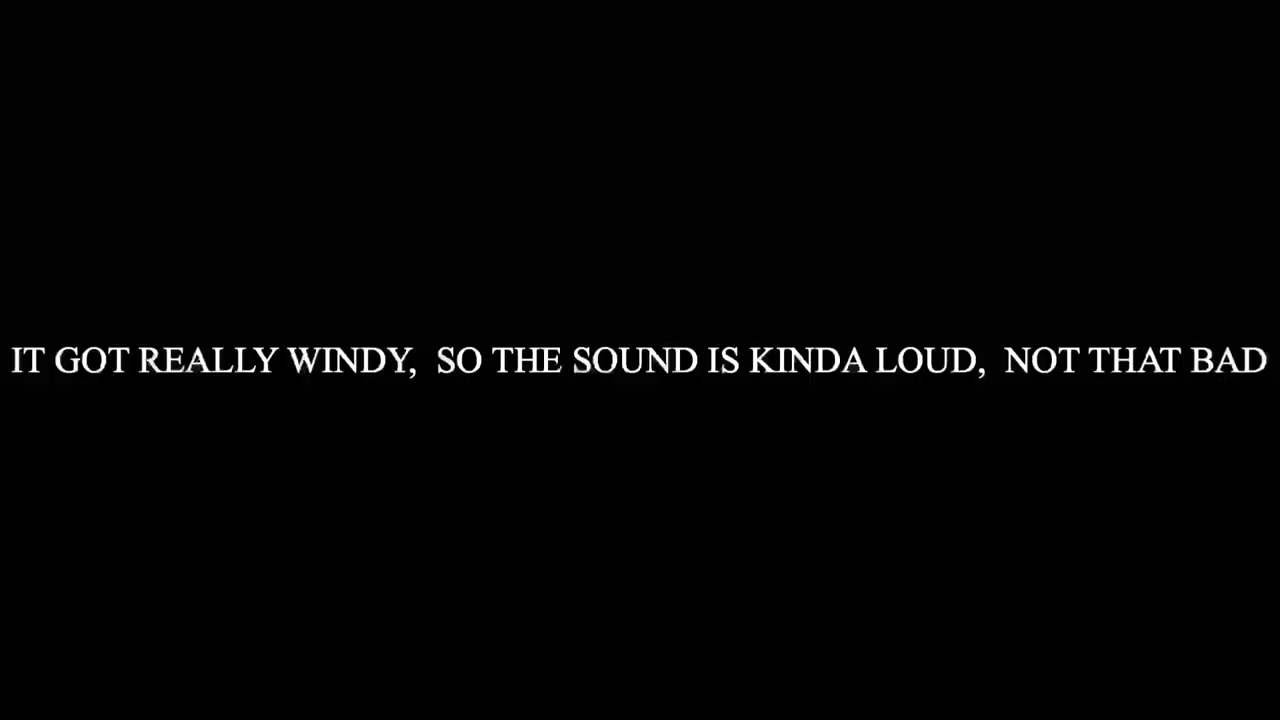 IT GOT REALLY WINDY,  SO THE SOUND IS KINDA LOUD,  NOT THAT BAD